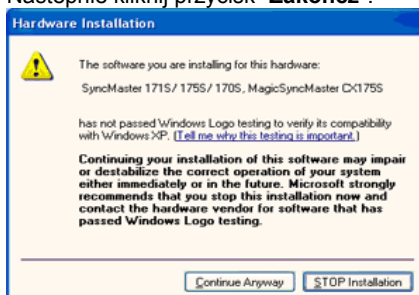 Następnie kliknij przycisk "Zakończ".
Hardware Installation
The software you are installing for this hardware:
SyncMaster 171S/ 175S/ 170S, MagicSyncMaster CX175S
has not passed Windows Logo testing to verify its compatibility
with Windows XP. (Tell me why this testing is important.)
Continuing your installation of this software may impair
or destabilize the correct operation of your system
either immediately or in the future. Microsoft strongly
recommends that you stop this installation now and
contact the hardware vendor for software that has
passed Windows Logo testing.
Continue Anyway
STOP Installation